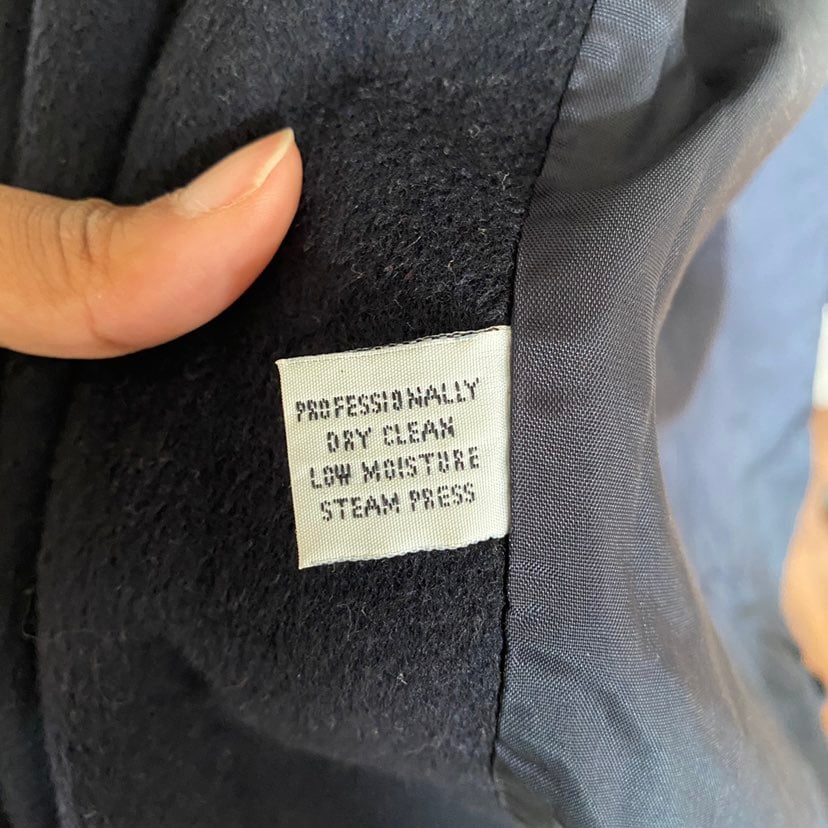 PROFESSIONALLY
DRY CLEAN
LOW MOISTURE
STEAM PRESS